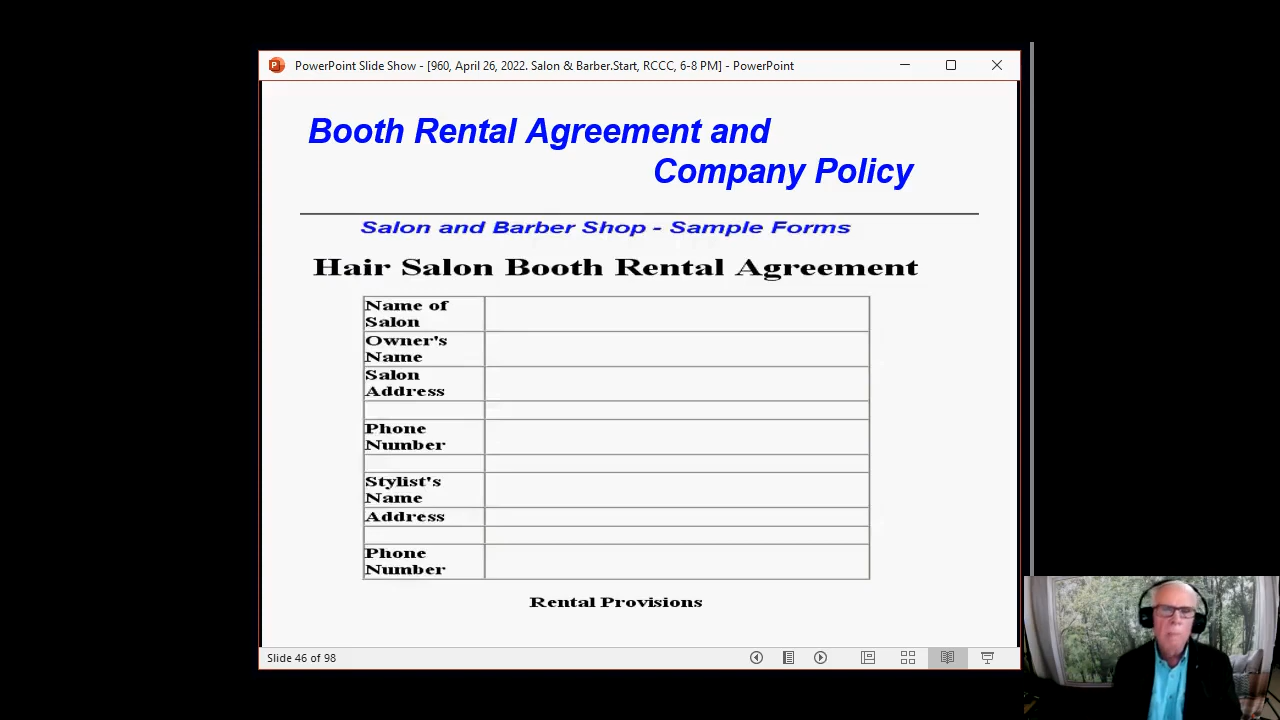 PowerPoint Slide Show - [960, April 26, 2022. Salon & Barber.Start, RCCC, 6-8 PM] - PowerPoint
Booth Rental Agreement and
Company Policy
Salon and Barber Shop - Sample Forms
Hair Salon Booth Rental Agreement
Name of
Salon
Owner's
Name
Salon
Address
Phone
Number
Stylist's
Name
Address
Phone
Number
Rental Provisions
Slide 46 of 98